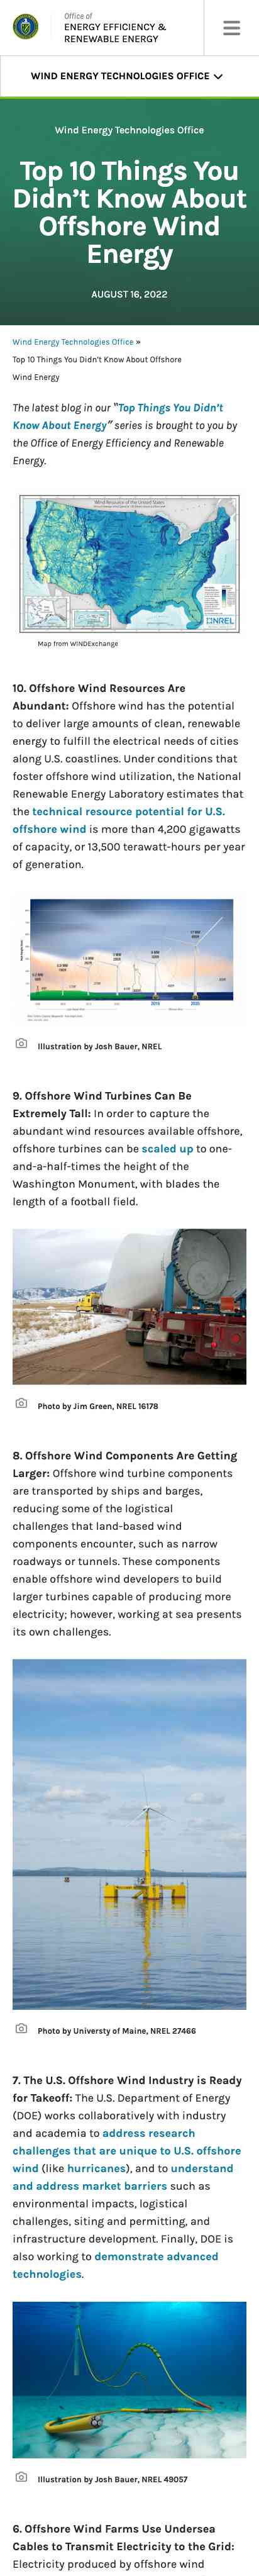 Office of
ENERGY EFFICIENCY &
RENEWABLE ENERGY
WIND ENERGY TECHNOLOGIES OFFICE
Wind Energy Technologies Office
Top 10 Things You
Didn't Know About
Offshore Wind
Energy
AUGUST 16, 2022
Wind Energy Technologies Office »
Top 10 Things You Didn't Know About Offshore
Wind Energy
The latest blog in our "Top Things You Didn't
Know About Energy" series is brought to you by
the Office of Energy Efficiency and Renewable
Energy.
Wind Resource of the United States
NREL
Map from WINDExchange
10. Offshore Wind Resources Are
Abundant: Offshore wind has the potential
to deliver large amounts of clean, renewable
energy to fulfill the electrical needs of cities
along U.S. coastlines. Under conditions that
foster offshore wind utilization, the National
Renewable Energy Laboratory estimates that
the technical resource potential for U.S.
offshore wind is more than 4,200 gigawatts
of capacity, or 13,500 terawatt-hours per year
of generation.
Illustration by Josh Bauer, NREL
9. Offshore Wind Turbines Can Be
Extremely Tall: In order to capture the
abundant wind resources available offshore,
offshore turbines can be scaled up to one-
and-a-half-times the height of the
Washington Monument, with blades the
length of a football field.
Photo by Jim Green, NREL 16178
8. Offshore Wind Components Are Getting
Larger: Offshore wind turbine components
are transported by ships and barges,
reducing some of the logistical
challenges that land-based wind
components encounter, such as narrow
roadways or tunnels. These components
enable offshore wind developers to build
larger turbines capable of producing more
electricity; however, working at sea presents
its own challenges.
Photo by Universty of Maine, NREL 27466
7. The U.S. Offshore Wind Industry is Ready
for Takeoff: The U.S. Department of Energy
(DOE) works collaboratively with industry
and academia to address research
challenges that are unique to U.S. offshore
wind (like hurricanes), and to understand
and address market barriers such as
environmental impacts, logistical
challenges, siting and permitting, and
infrastructure development. Finally, DOE is
also working to demonstrate advanced
technologies.
Illustration by Josh Bauer, NREL 49057
6. Offshore Wind Farms Use Undersea
Cables to Transmit Electricity to the Grid:
Electricity produced by offshore wind